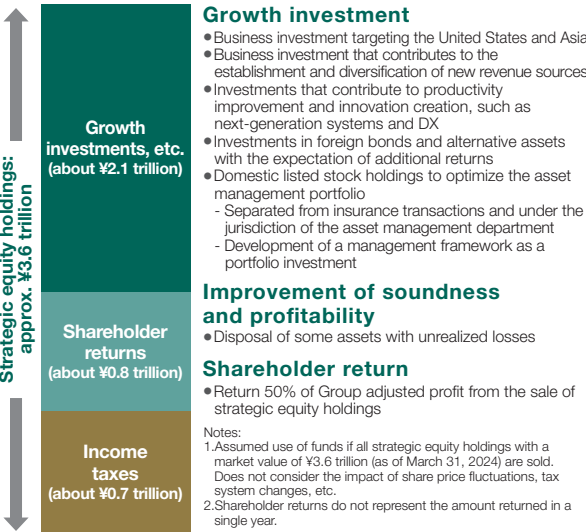 Strategic equity holdings:
approx. ¥3.6 trillion
Growth
investments, etc.
(about ¥2.1 trillion)
Shareholder
returns
(about ¥0.8 trillion)
Income
taxes
(about ¥0.7 trillion)
Growth investment
●Business investment targeting the United States and Asia
●Business investment that contributes to the
establishment and diversification of new revenue sources
●Investments that contribute to productivity
improvement and innovation creation, such as
next-generation systems and DX
●Investments in foreign bonds and alternative assets
with the expectation of additional returns
●Domestic listed stock holdings to optimize the asset
management portfolio
- Separated from insurance transactions and under the
jurisdiction of the asset management department
- Development of a management framework as a
portfolio investment
Improvement of soundness
and profitability
●Disposal of some assets with unrealized losses
Shareholder return
●Return 50% of Group adjusted profit from the sale of
strategic equity holdings
Notes:
1.Assumed use of funds if all strategic equity holdings with a
market value of ¥3.6 trillion (as of March 31, 2024) are sold.
Does not consider the impact of share price fluctuations, tax
system changes, etc.
2.Shareholder returns do not represent the amount returned in a
single year.